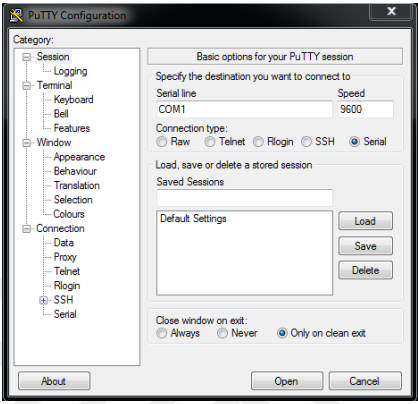 PuTTY Configuration
Category:
Session
Logging
Terminal
Keyboard
Bell
Features
Window
Appearance
Behaviour
Translation
Selection
Colours
Connection
Data
Proxy
Telnet
Rlogin
SSH
Serial
Basic options for your PuTTY session
Specify the destination you want to connect to
Serial line Speed
COM1 9600
Connection type:
Raw Telnet Rlogin SSH Serial
Load, save or delete a stored session
Saved Sessions
Default Settings
Load
Save
Delete
Close window on exit:
Always Never Only on clean exit
About Open Cancel